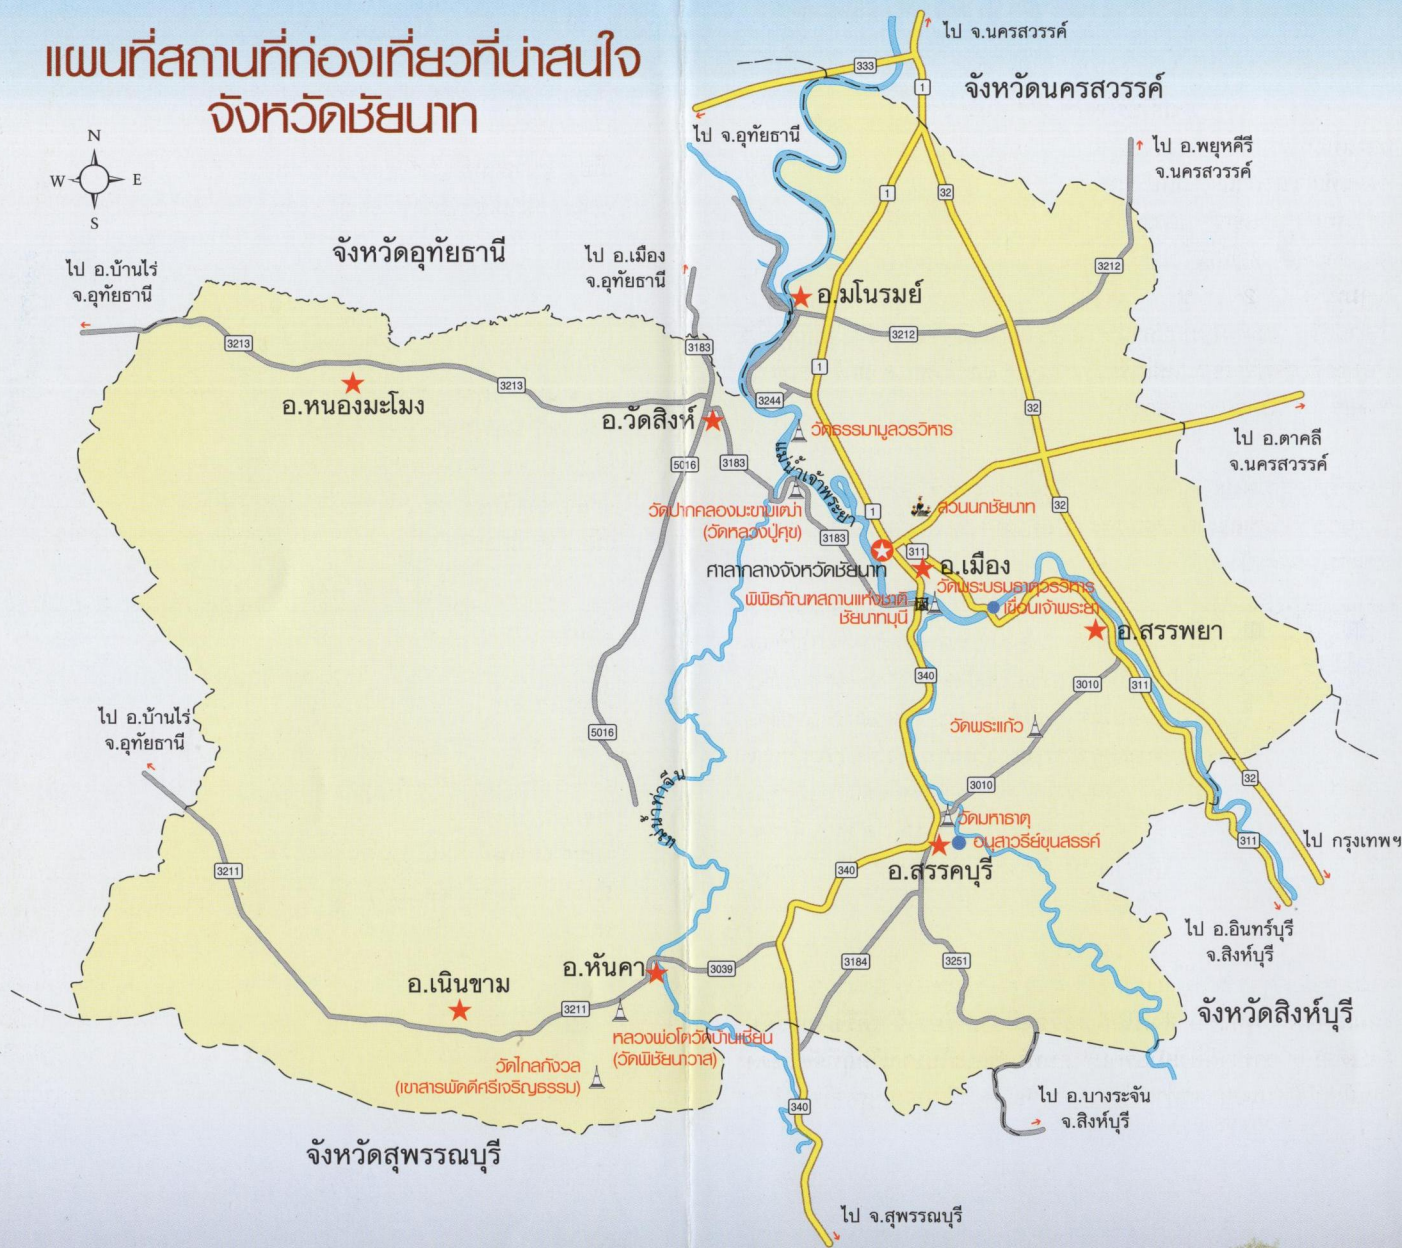 แผนที่สถานที่ท่องเที่ยวที่น่าสนใจ
จังหวัดชัยนาท
N
W
E
S
ไป จ.นครสวรรค์
333
1
จังหวัดนครสวรรค์
ไป จ.อุทัยธานี
ไป อ.พยุหคีรี
จ.นครสวรรค์
1
32
จังหวัดอุทัยธานี
ไป อ.เมือง
จ.อุทัยธานี
ไป อ.บ้านไร่
จ.อุทัยธานี
3212
อ.มโนรมย์
3213
3183
3212
1
3213
อ.หนองมะโมง
3244
32
อ.วัดสิงห์
วัดธรรมามูลวรวิหาร
ไป อ.ตาคลี
จ.นครสวรรค์
5016
3183
แม่น้ำเจ้าพระยา
วัดปากคลองมะขามเฒ่า
(วัดหลวงปู่ศุข)
1
สวนนกชัยนาท
32
3183
311
ศาลากลางจังหวัดชัยนาท
อ.เมือง
วัดพระบรมธาตุวรวิหาร
พิพิธภัณฑสถานแห่งชาติ
ชัยนาทมุนี
เขื่อนเจ้าพระยา
อ.สรรพยา
340
3010
311
ไป อ.บ้านไร่
จ.อุทัยธานี
5016
วัดพระแก้ว
แม่น้ำท่าจีน
3010
32
วัดมหาธาตุ
อนุสาวรีย์ขุนสรรค์
311
ไป กรุงเทพฯ
3211
340
อ.สรรคบุรี
ไป อ.อินทร์บุรี
จ.สิงห์บุรี
อ.หันคา
3039
3184
3251
อ.เนินขาม
3211
จังหวัดสิงห์บุรี
หลวงพ่อโตวัดบ้านเชี่ยน
(วัดพิชัยนาวาส)
วัดไกลกังวล
(เขาสารพัดดีศรีเจริญธรรม)
340
ไป อ.บางระจัน
จ.สิงห์บุรี
จังหวัดสุพรรณบุรี
ไป จ.สุพรรณบุรี